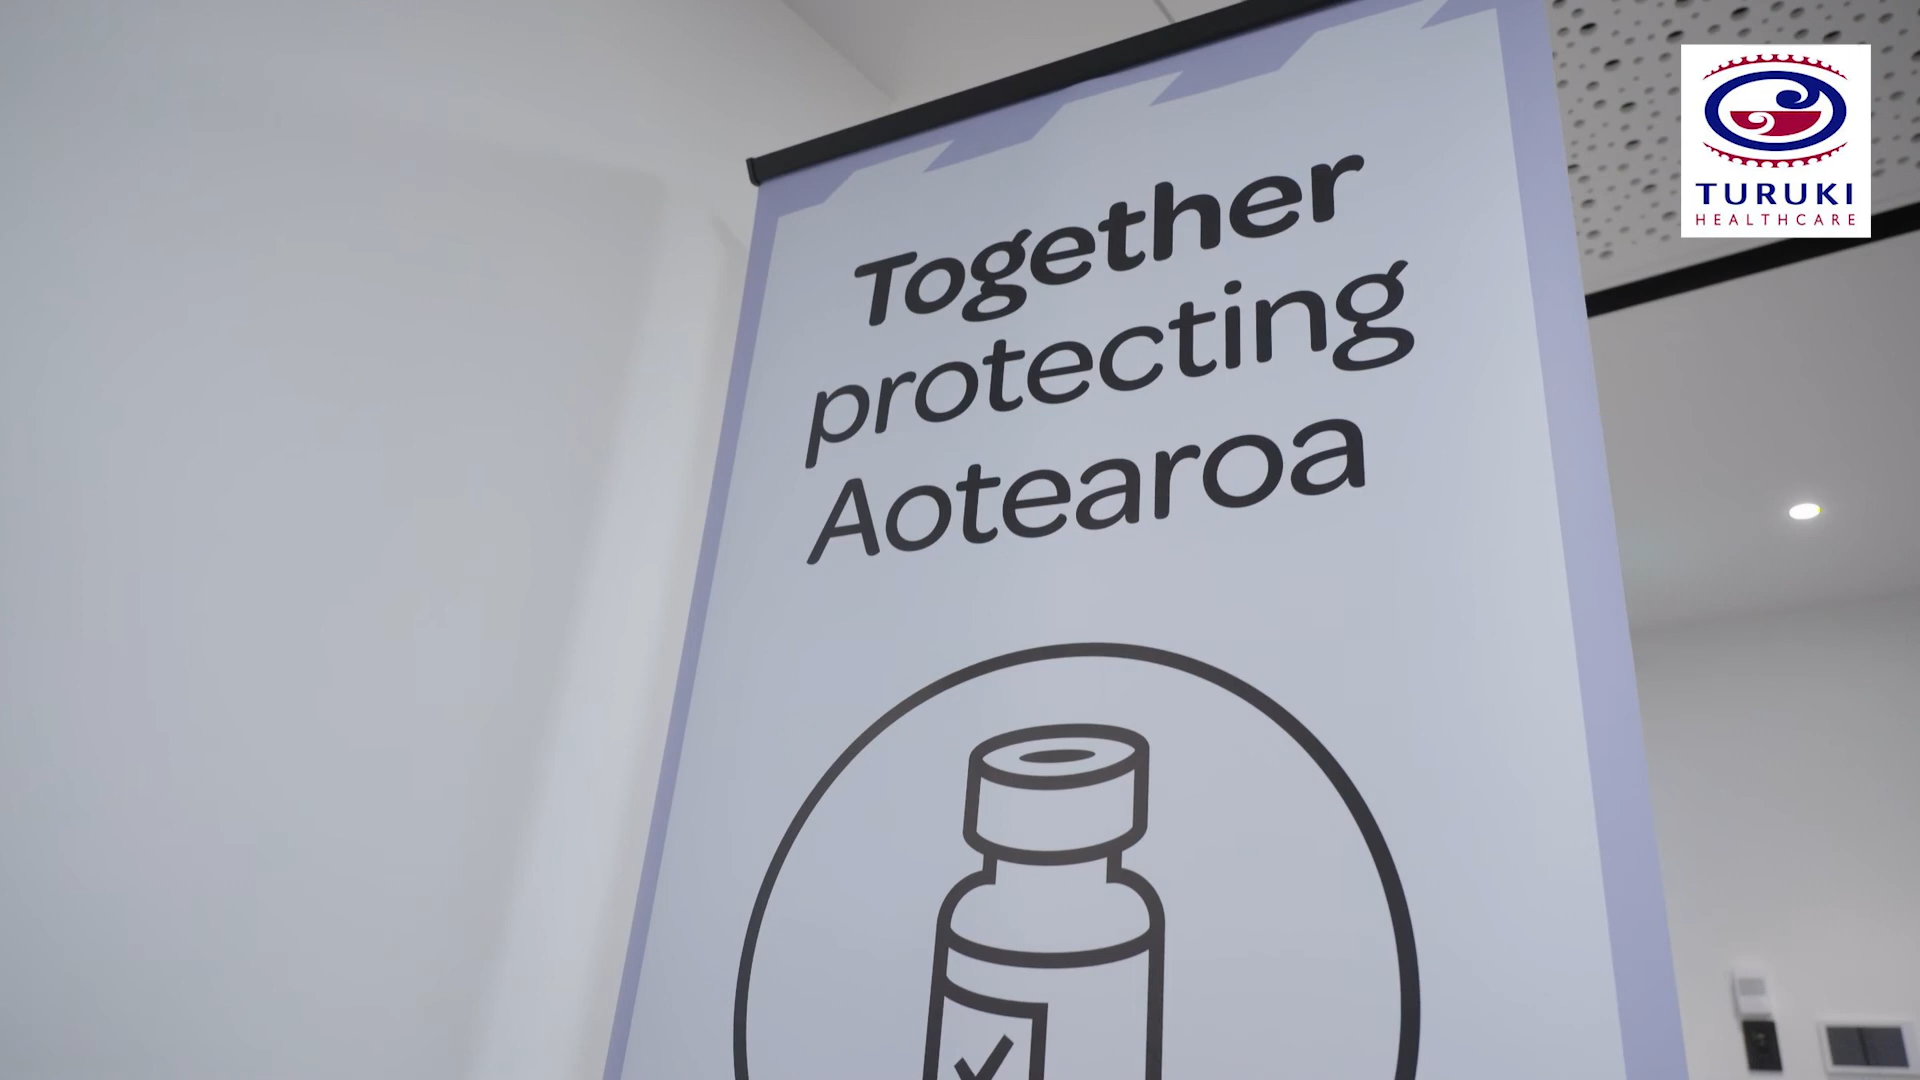 Together
protecting
Aotearoa
TURUKI
HEALTHCARE